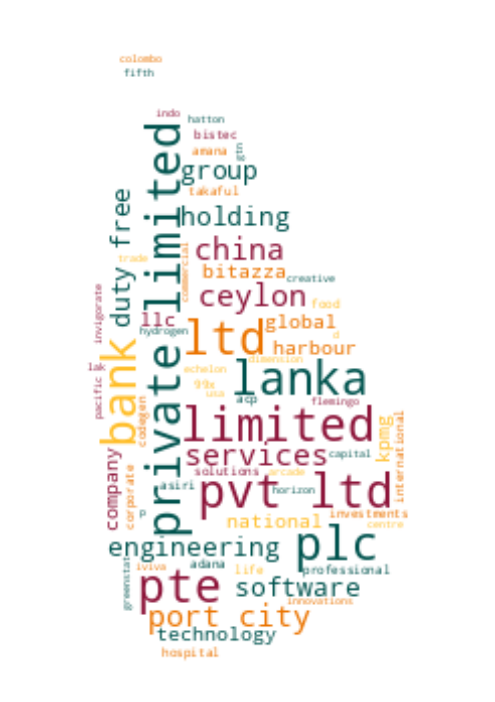 colombo
fifth
indo
hatton
bistec
amana
gtn
group
takaful
private limited
holding
duty free
china
commercial
trade
bitazza
creative
ceylon
food
invigorate
llc
global
hydrogen
ltd
d
harbour
bank
dimension
lak
echelon
lanka
99x
usa
acp
flemingo
pacific
codegen
limited
kpmg
international
services
capital
company
solutions
arcade
corporate
asiri
pvt ltd
horizon
p
national
investments
centre
engineering
plc
greenstat
iviva
adana
life
professional
pte
software
innovations
port city
technology
hospital